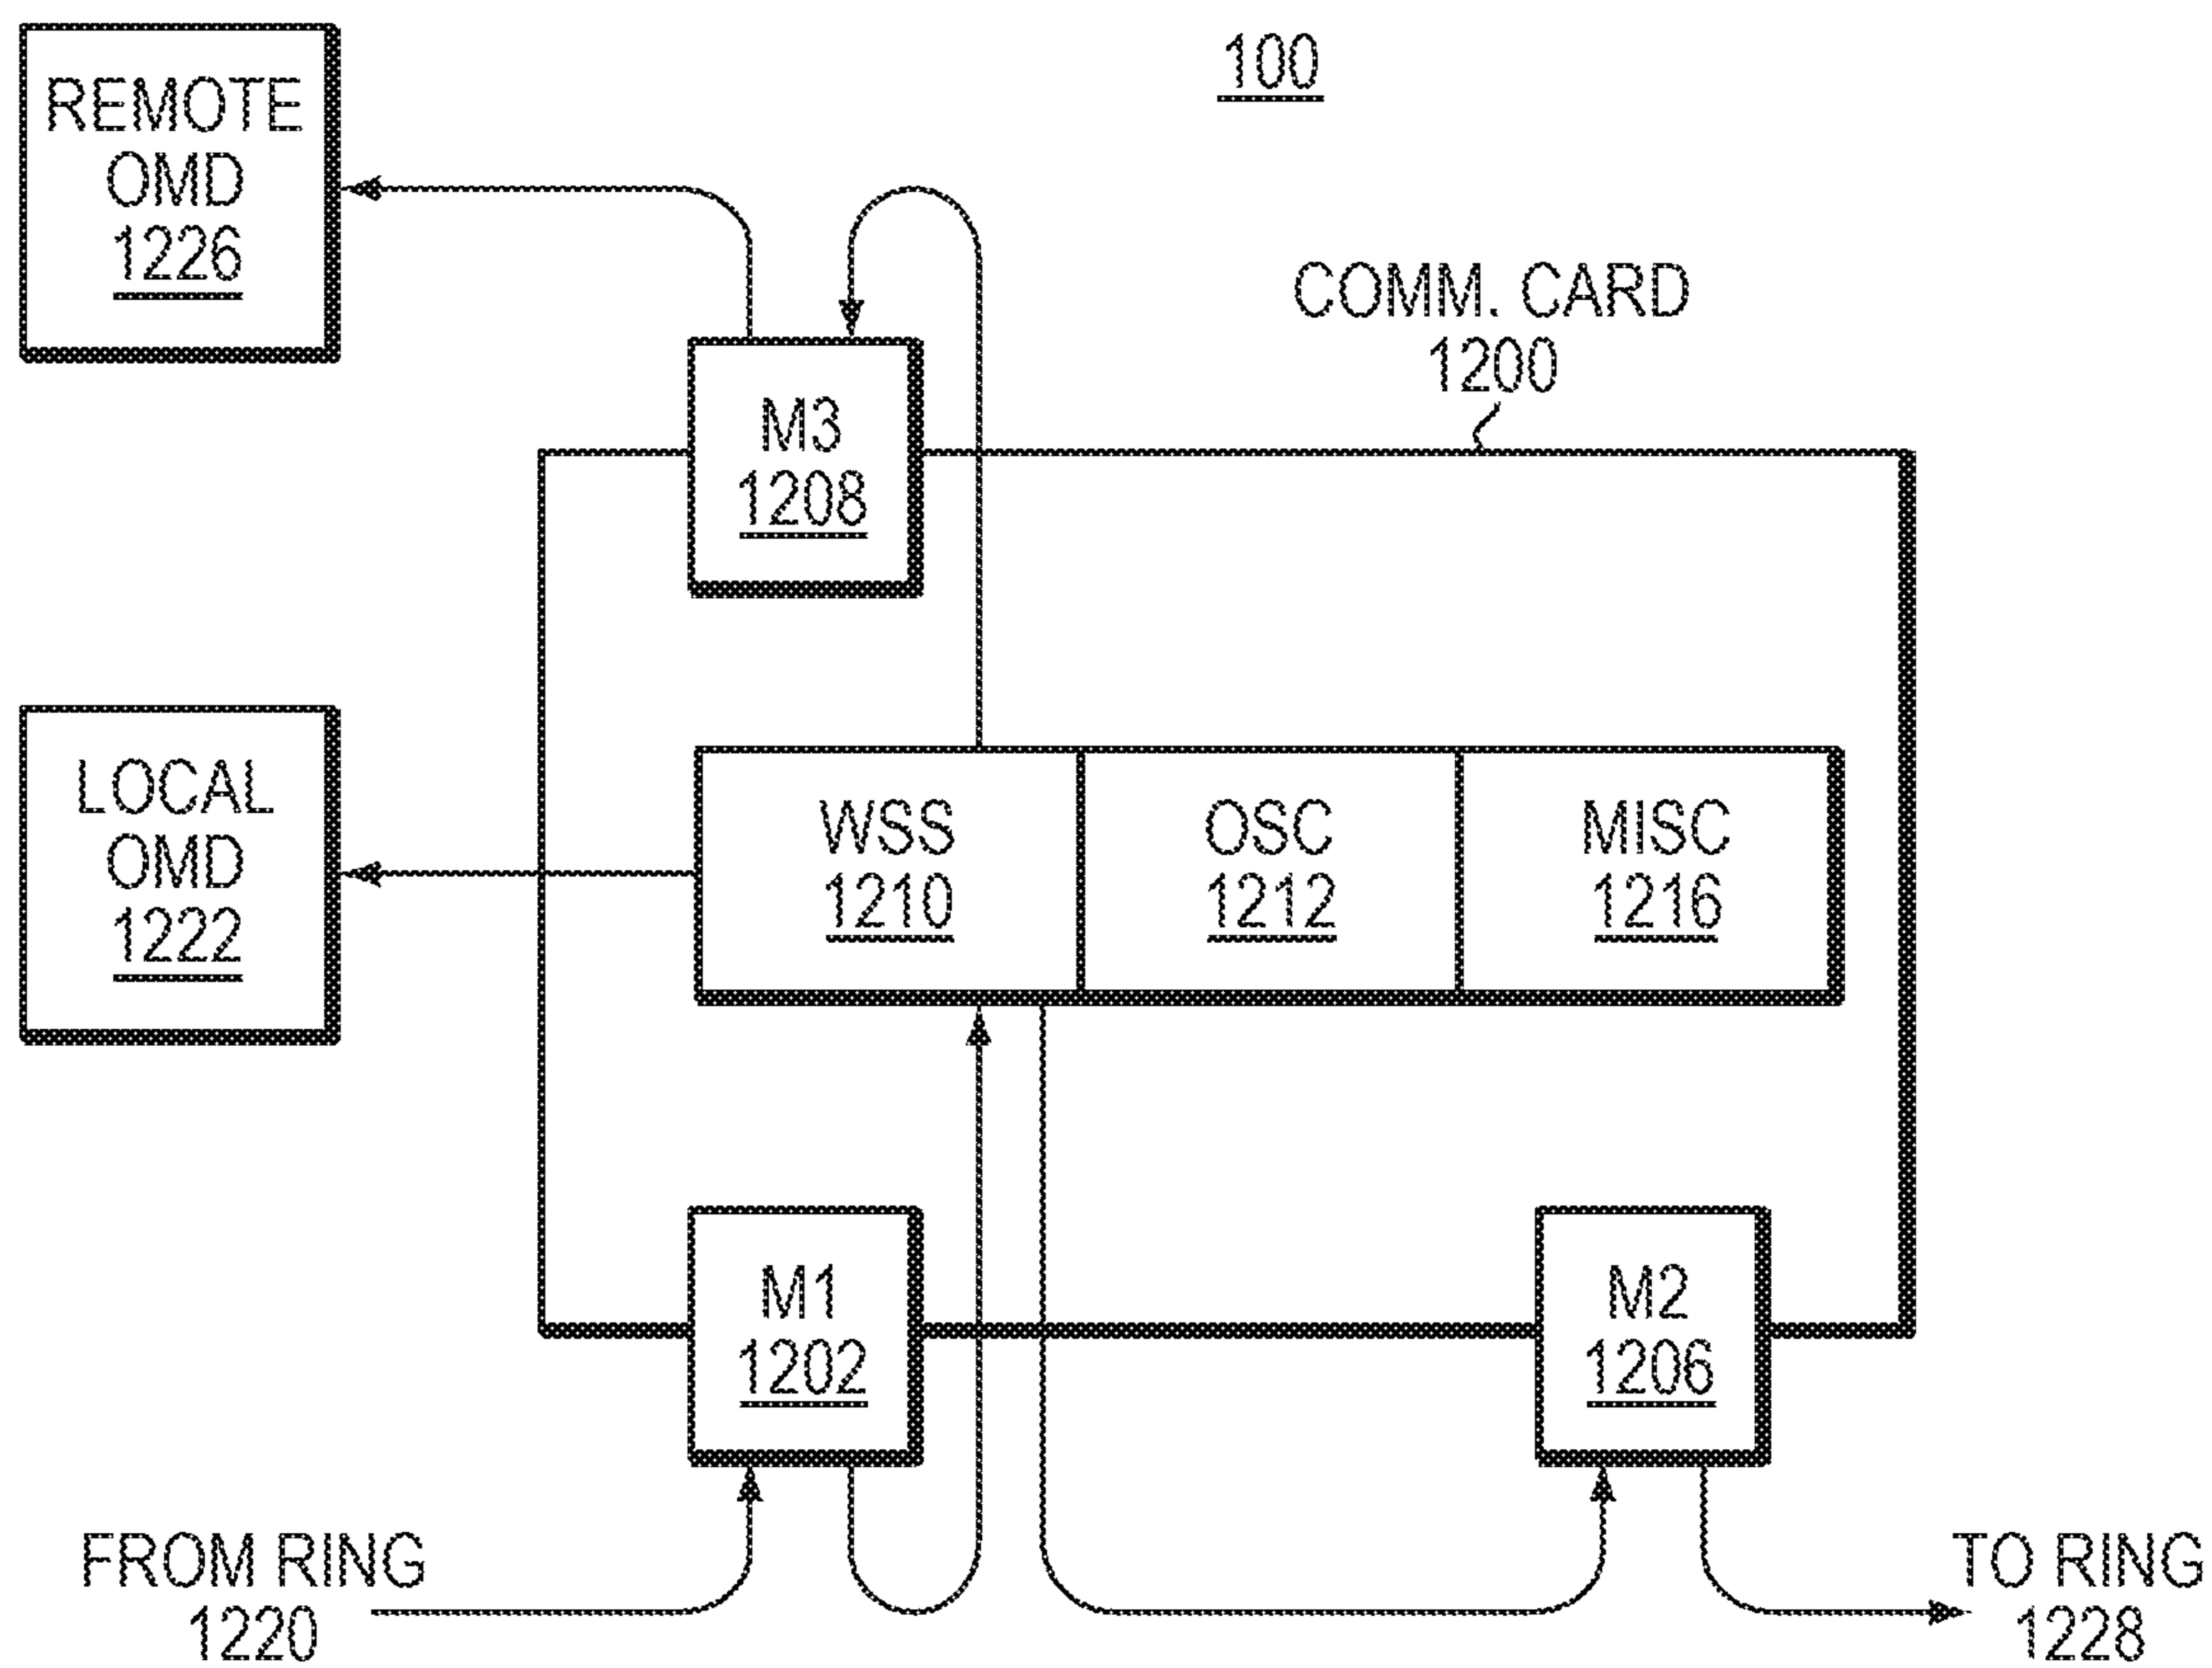 100
REMOTE
OMD
1226
COMM. CARD
1200
M3
1208
LOCAL
OMD
1222
WSS
1210
OSC
1212
MISC
1216
M1
1202
M2
1206
FROM RING
1220
TO RING
1228